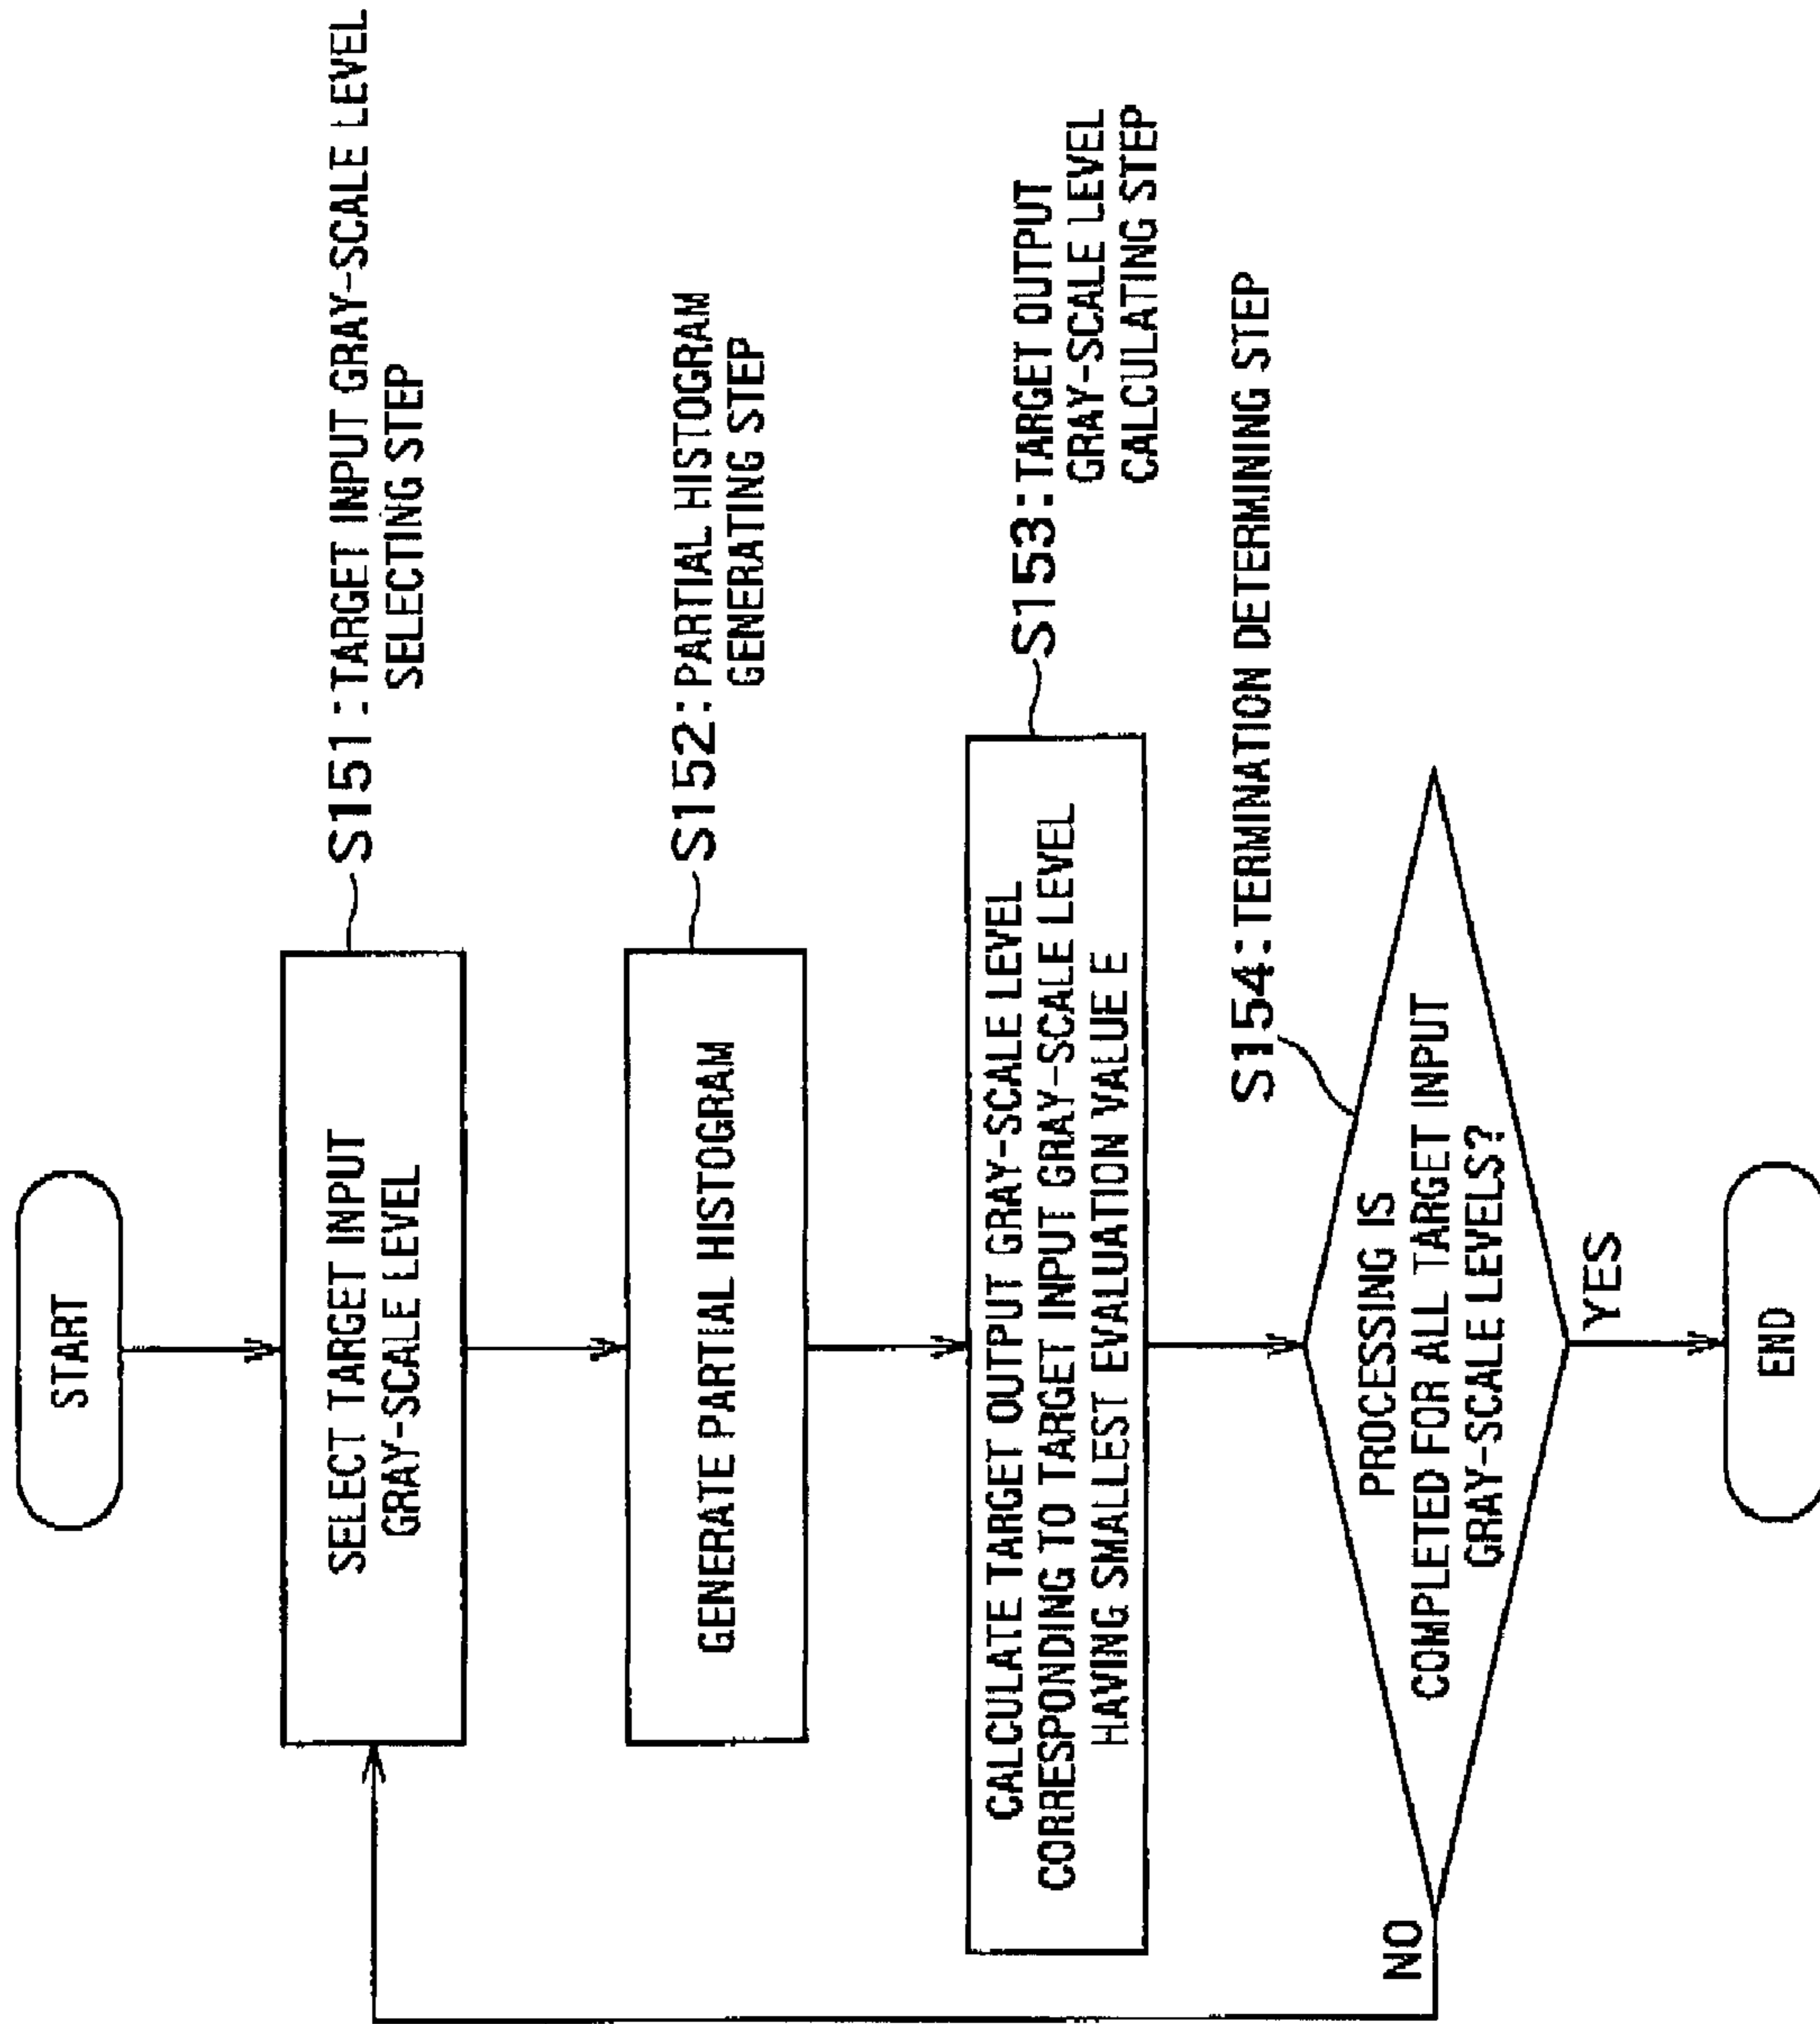 START
SELECT TARGET INPUT
GRAY-SCALE LEVEL
S151:TARGET INPUT GRAY-SCALE LEVEL
SELECTING STEP
GENERATE PARTIAL HISTOGRAM
S152:PARTIAL HISTOGRAM
GENERATING STEP
CALCULATE TARGET OUTPUT GRAY-SCALE LEVEL
CORRESPONDING TO TARGET INPUT GRAY-SCALE LEVEL
HAVING SMALLEST EVALUATION VALUE E
S153:TARGET OUTPUT
GRAY-SCALE LEVEL
CALCULATING STEP
S154:TERMINATION DETERMINING STEP
PROCESSING IS
COMPLETED FOR ALL TARGET INPUT
GRAY-SCALE LEVELS?
NO
YES
END